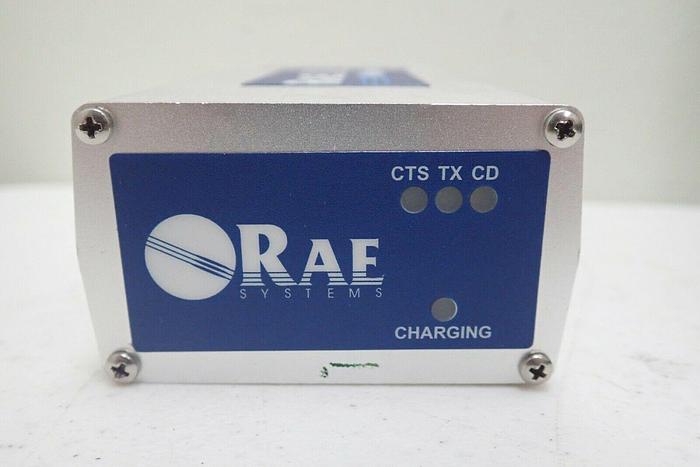 CTS TX CD
RAE
SYSTEMS
CHARGING